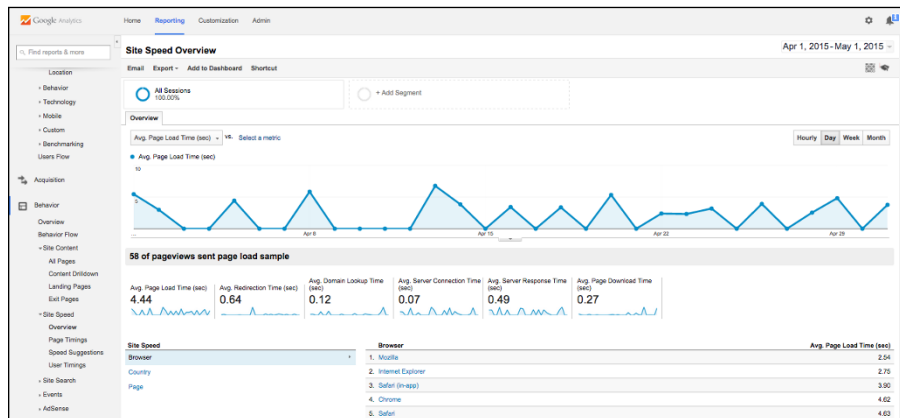 Google Analytics
Home Reporting Customization Admin
Find reports & more
Location
Behavior
Technology
Mobile
Custom
Benchmarking
Users Flow
Acquisition
Behavior
Overview
Behavior Flow
Site Content
All Pages
Content Drilldown
Landing Pages
Exit Pages
Site Speed
Overview
Page Timings
Speed Suggestions
User Timings
Site Search
Events
AdSense
Site Speed Overview
Apr 1, 2015-May 1, 2015
Email Export Add to Dashboard Shortcut
All Sessions
100.00%
+ Add Segment
Overview
Avg. Page Load Time (sec) vs. Select a metric
Hourly Day Week Month
Avg. Page Load Time (sec)
10
5
... Apr 8 Apr 15 Apr 22 Apr 29
58 of pageviews sent page load sample
Avg. Page Load Time (sec)
4.44
Avg. Redirection Time (sec)
0.64
Avg. Domain Lookup Time
(sec)
0.12
Avg. Server Connection Time
(sec)
0.07
Avg. Server Response Time
(sec)
0.49
Avg. Page Download Time
(sec)
0.27
Site Speed
Browser
Country
Page
Browser Avg. Page Load Time (sec)
1. Mozilla 2.54
2. Internet Explorer 2.75
3. Safari (in-app) 3.90
4. Chrome 4.62
5. Safari 4.63